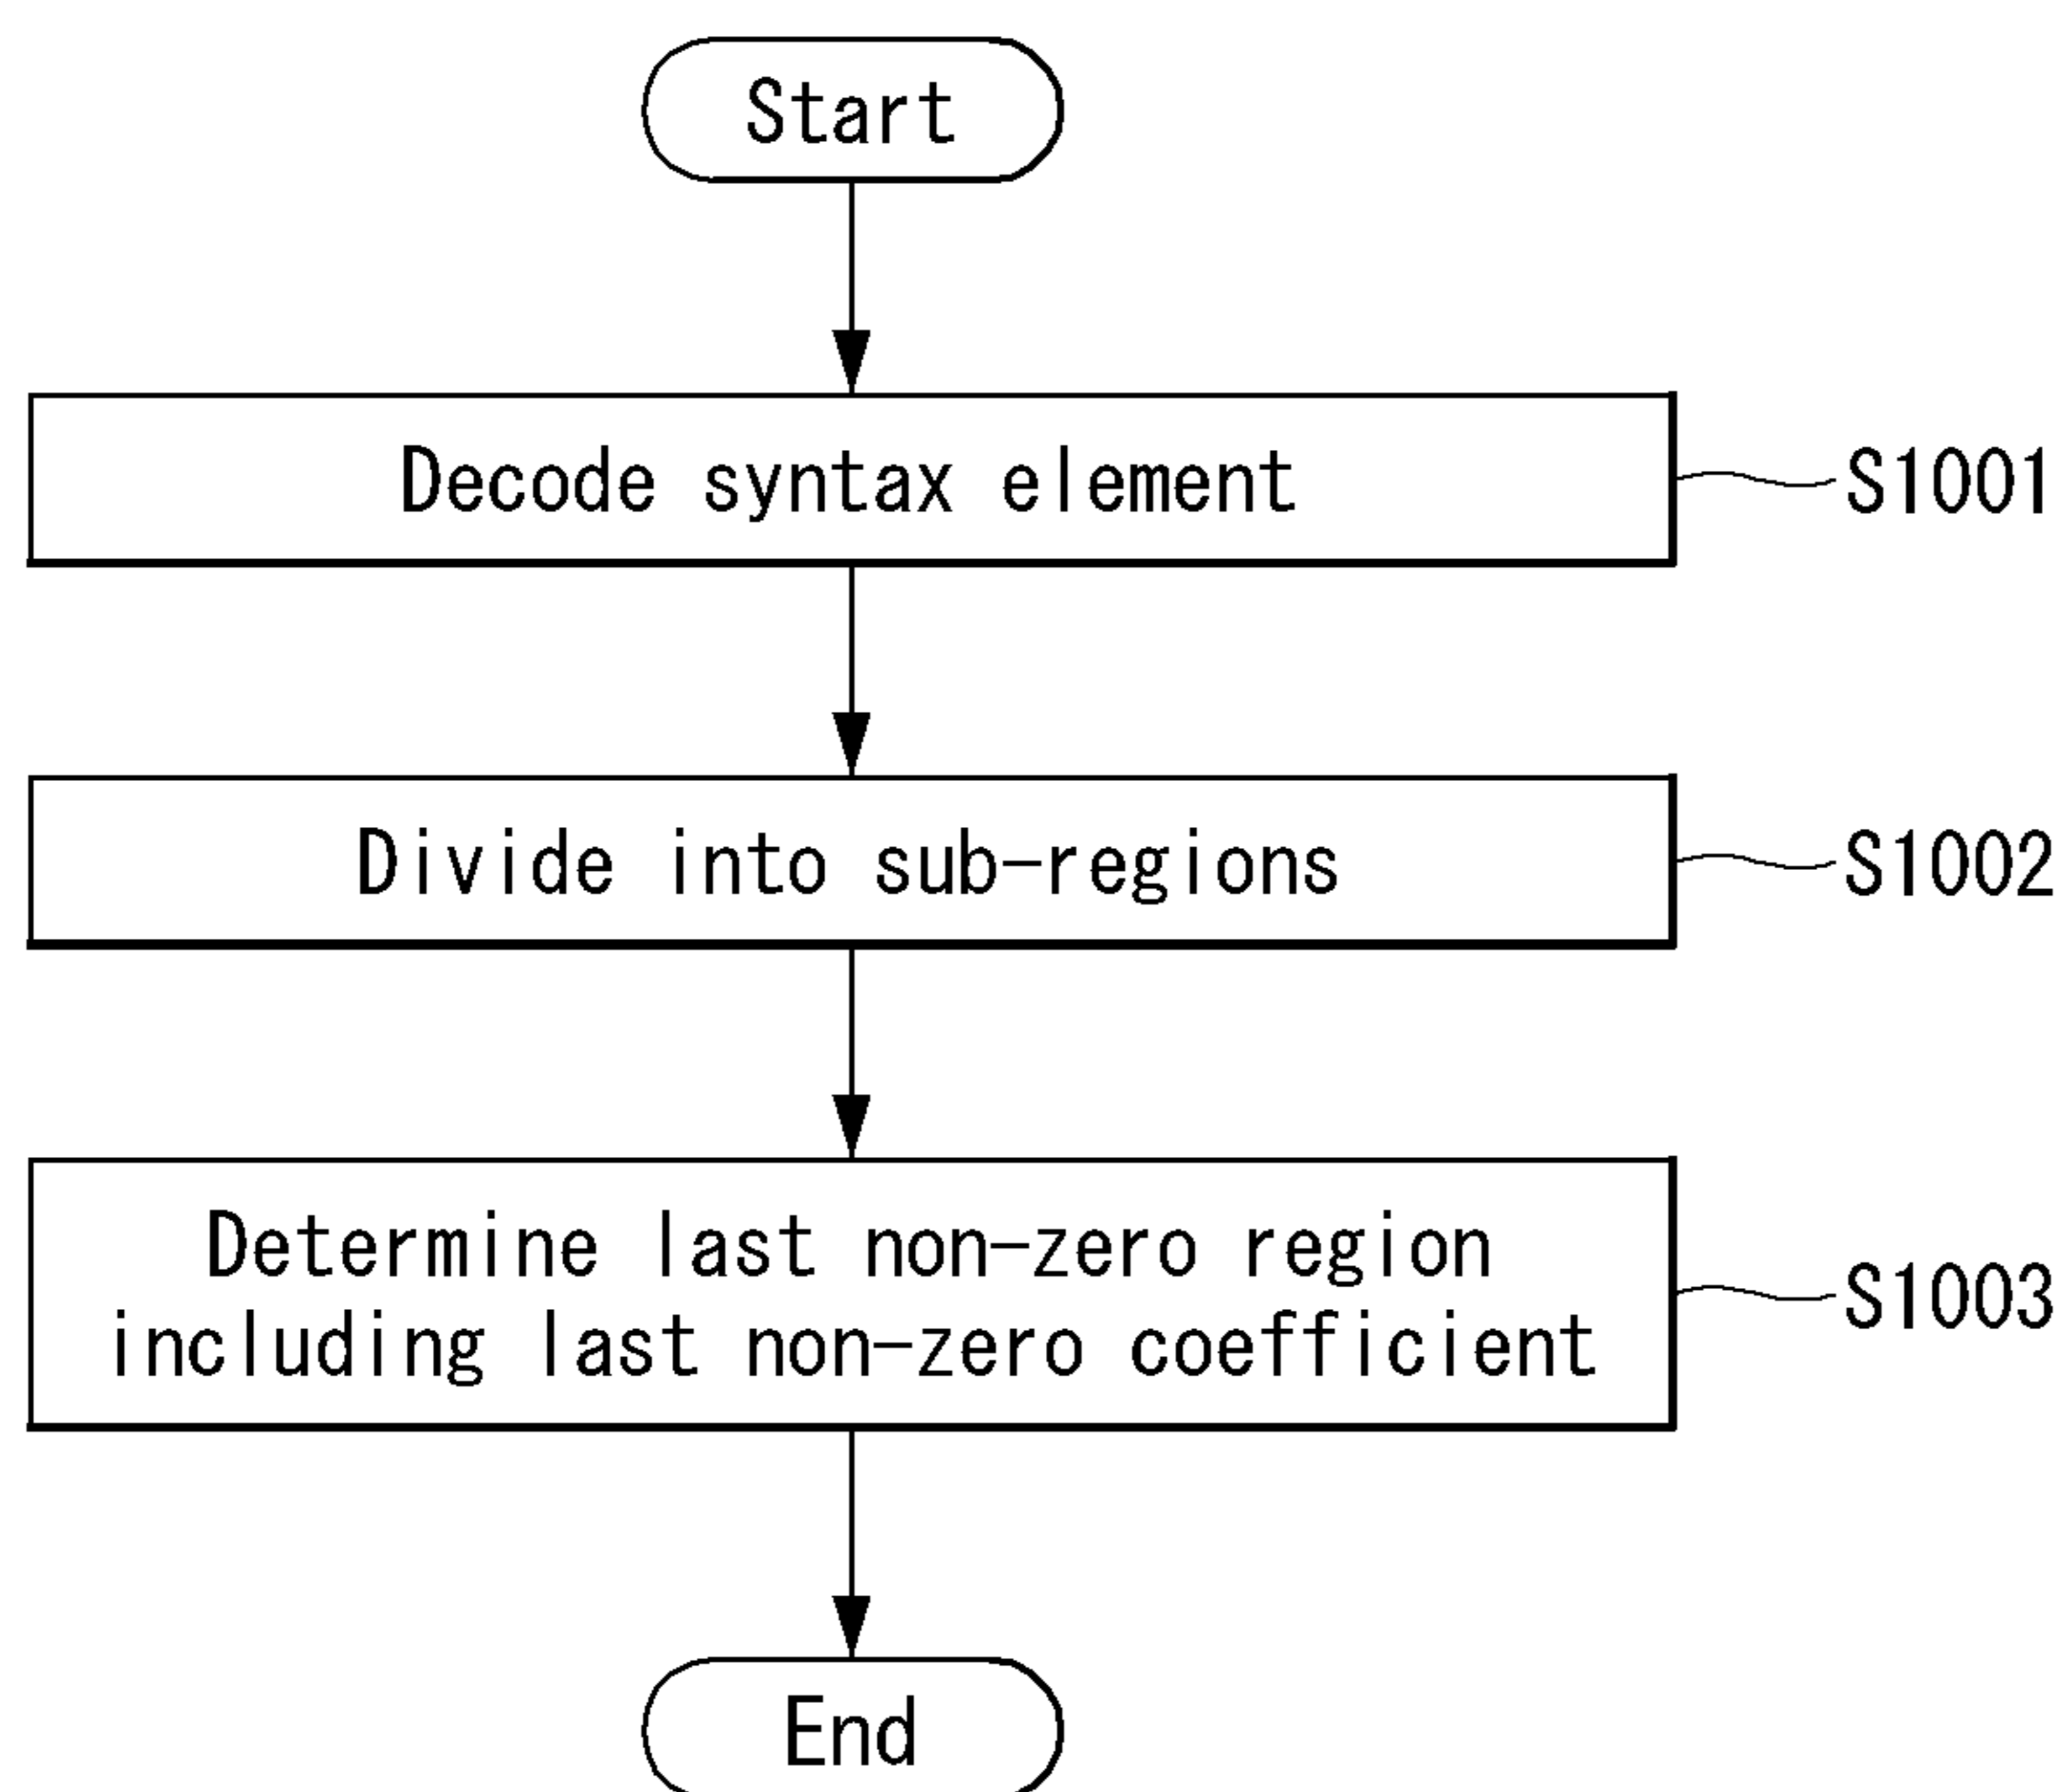 Start
Decode syntax element
S1001
Divide into sub-regions
S1002
Determine last non-zero region
including last non-zero coefficient
S1003
End